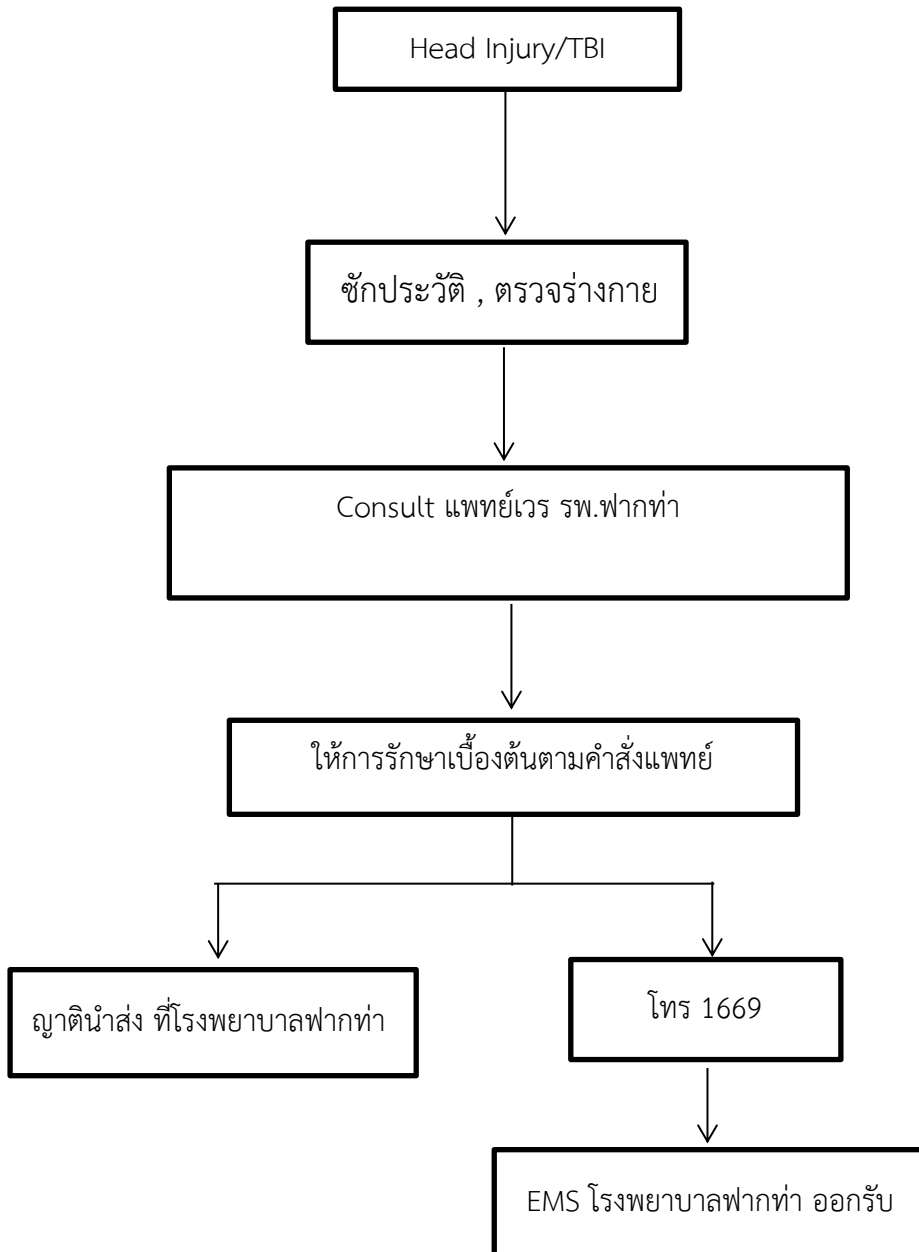 Head Injury/TBI
ซักประวัติ , ตรวจร่างกาย
Consult แพทย์เวร รพ.ฟากท่า
ให้การรักษาเบื้องต้นตามคำสั่งแพทย์
ญาตินำส่ง ที่โรงพยาบาลฟากท่า
โทร 1669
EMS โรงพยาบาลฟากท่า ออกรับ